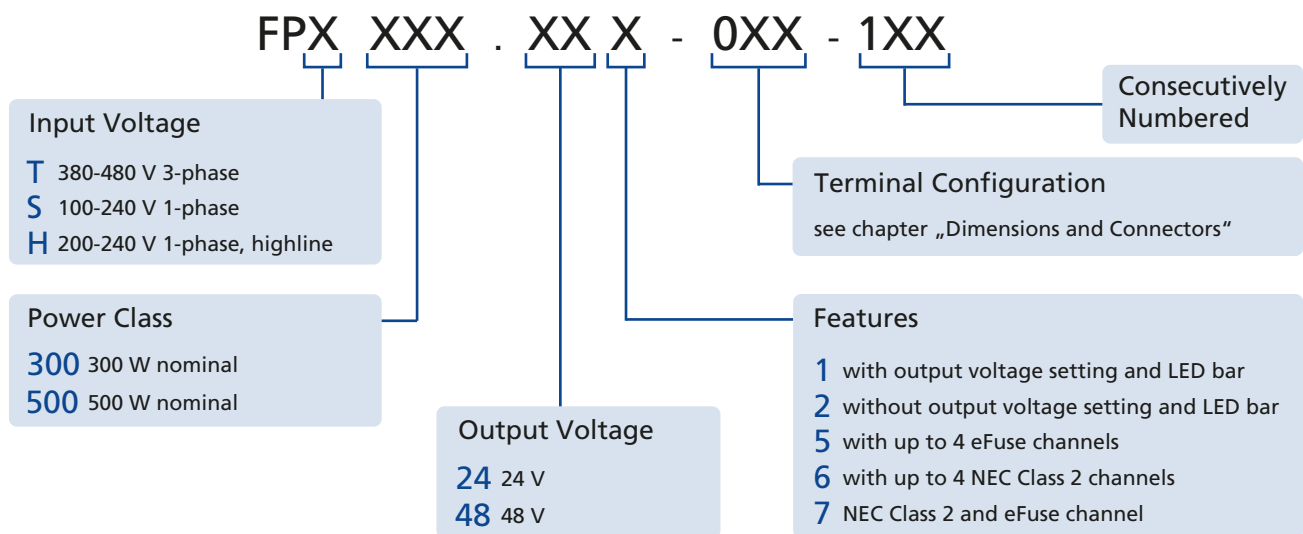 FPX XXX . XX X - 0XX - 1XX
Consecutively
Numbered
Input Voltage
T 380-480 V 3-phase
S 100-240 V 1-phase
H 200-240 V 1-phase, highline
Terminal Configuration
see chapter „Dimensions and Connectors“
Power Class
300 300 W nominal
500 500 W nominal
Output Voltage
24 24 V
48 48 V
Features
1 with output voltage setting and LED bar
2 without output voltage setting and LED bar
5 with up to 4 eFuse channels
6 with up to 4 NEC Class 2 channels
7 NEC Class 2 and eFuse channel